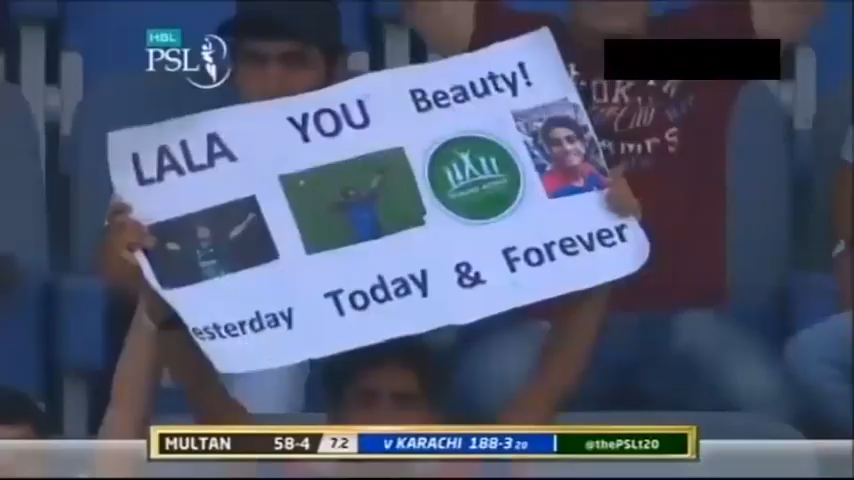 HBL
PSL
LALA YOU Beauty!
esterday Today & Forever
MULTAN 58-4 7.2 v KARACHI 188-3 20 @thePSLt20